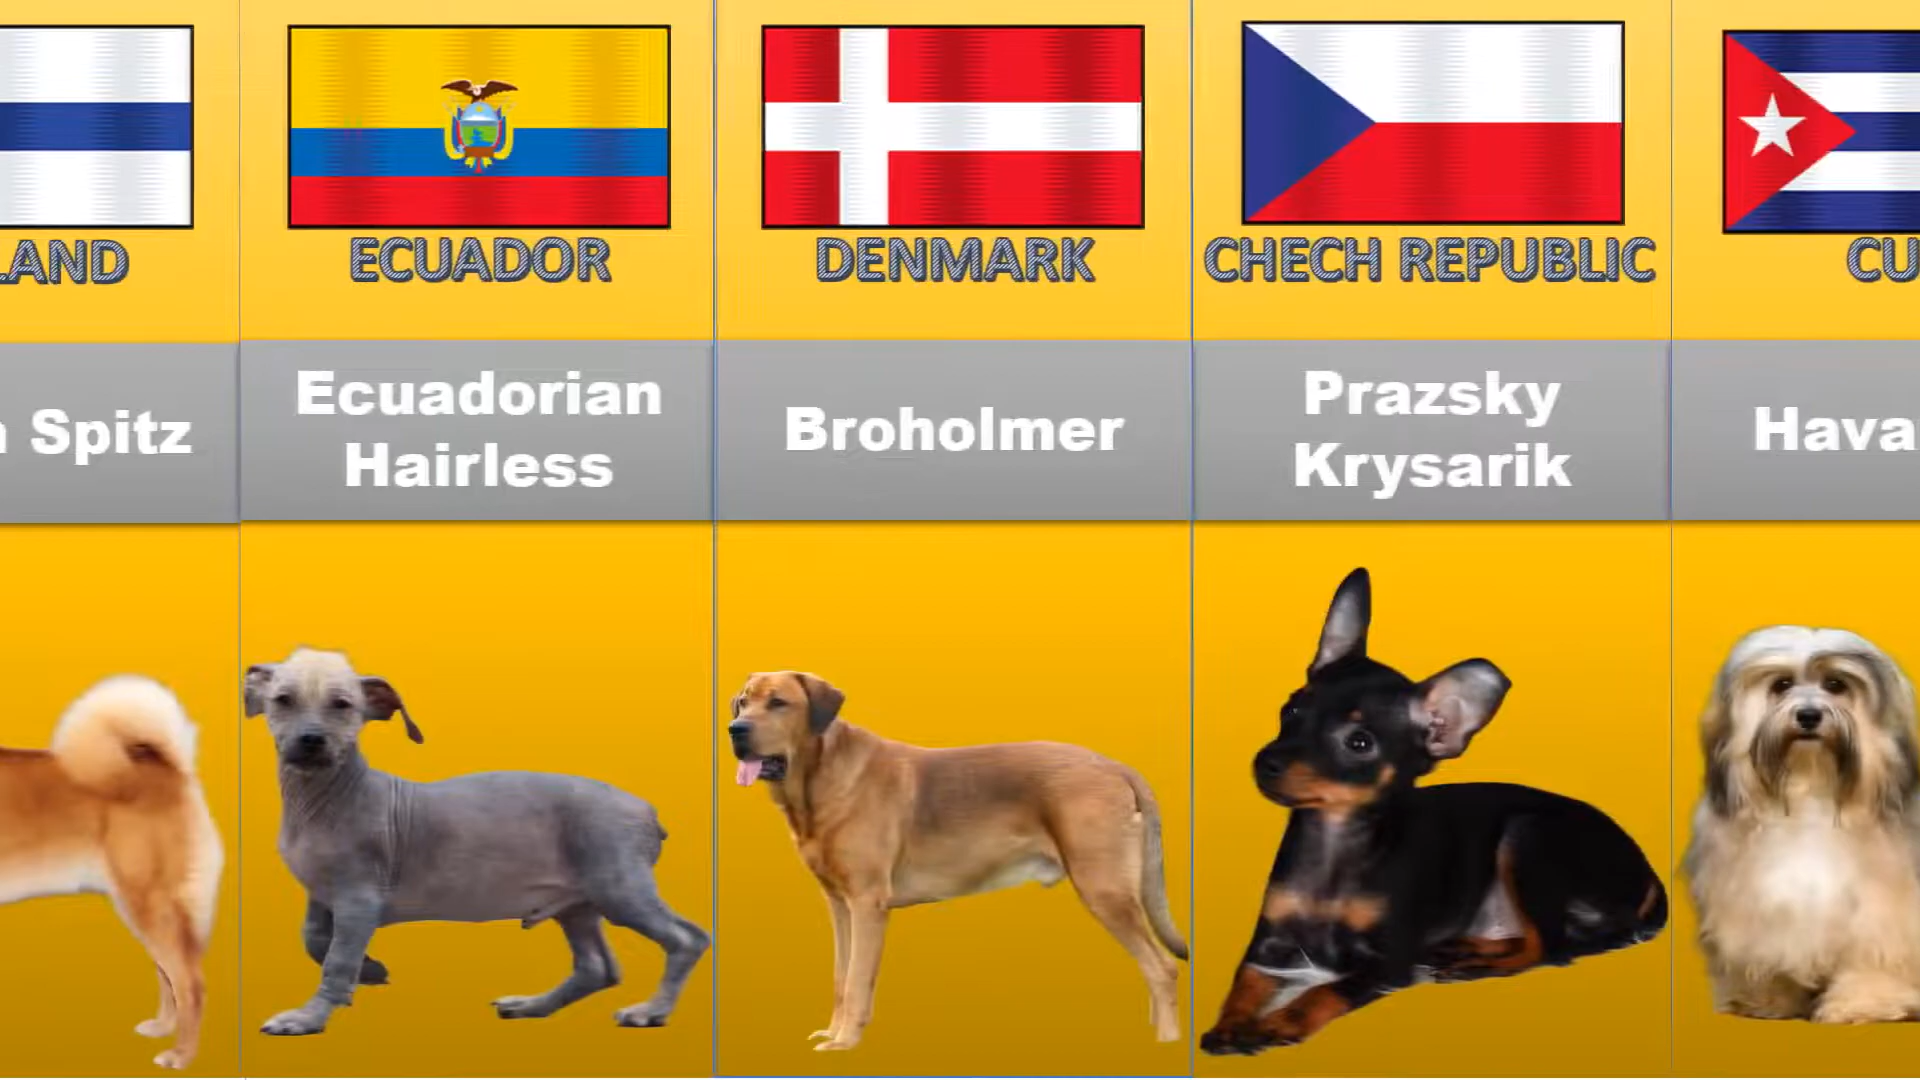 LAND
ECUADOR
DENMARK
CHECH REPUBLIC
CU
Spitz
Ecuadorian
Hairless
Broholmer
Prazsky
Krysarik
Hava